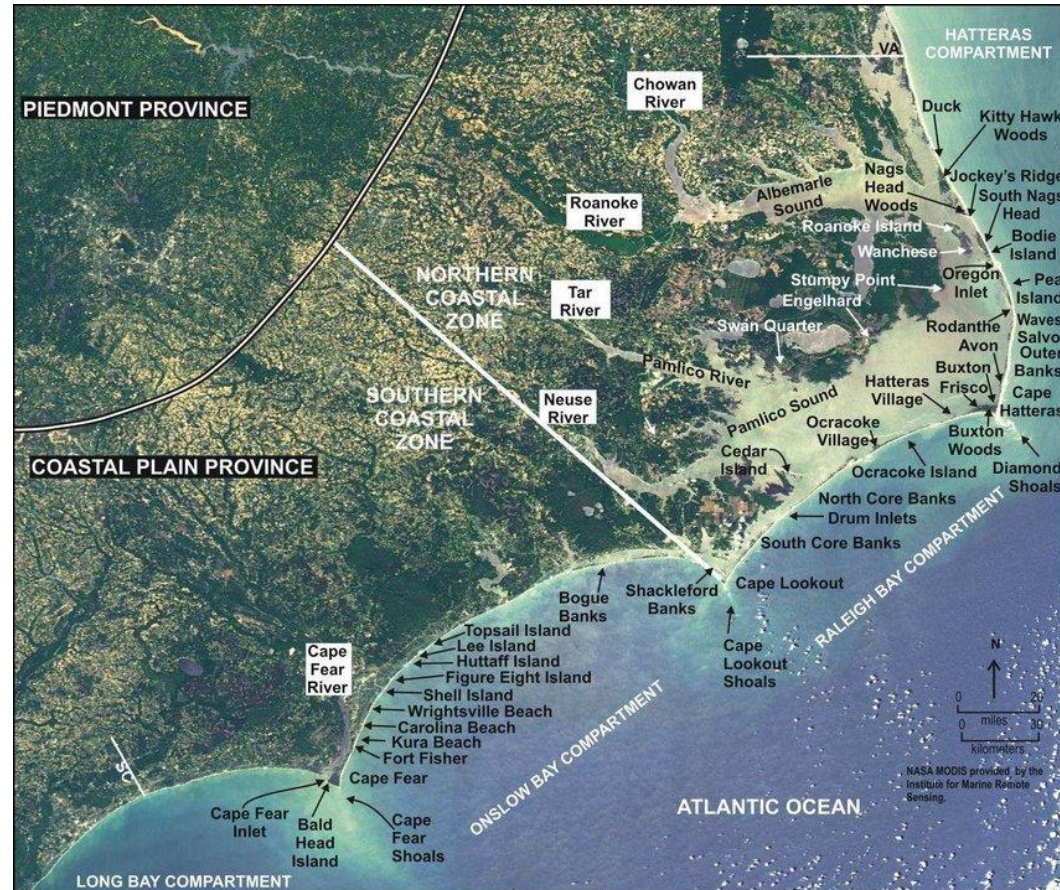 HATTERAS
COMPARTMENT
VA
PIEDMONT PROVINCE
Chowan
River
Duck
Kitty Hawk
Woods
Nags
Head
Woods
Jockey's Ridge
South Nags
Head
Albemarle
Sound
Roanoke
River
Roanoke Island
Wanchese
Bodie
Island
Oregon
Inlet
NORTHERN
COASTAL
ZONE
Tar
River
Stumpy Point
Engelhard
Pea
Island
Swan Quarter
Rodanthe
Waves
Salvo
Avon
Outer
Banks
Pamlico River
SOUTHERN
COASTAL
ZONE
Neuse
River
Pamlico Sound
Hatteras
Village
Buxton
Frisco
Cape
Hatteras
Ocracoke
Village
Buxton
Woods
COASTAL PLAIN PROVINCE
Cedar
Island
Ocracoke Island
Diamond
Shoals
North Core Banks
Drum Inlets
South Core Banks
RALEIGH BAY COMPARTMENT
Shackleford
Banks
Cape Lookout
Bogue
Banks
Cape
Lookout
Shoals
Cape
Fear
River
Topsail Island
Lee Island
Huttaff Island
Figure Eight Island
Shell Island
Wrightsville Beach
Carolina Beach
Kura Beach
Fort Fisher
Cape Fear
N
0 20
miles
0 30
kilometers
NASA MODIS provided by the
Institute for Marine Remote
Sensing.
SC
ONSLOW BAY COMPARTMENT
ATLANTIC OCEAN
Cape Fear
Inlet
Bald
Head
Island
Cape
Fear
Shoals
LONG BAY COMPARTMENT